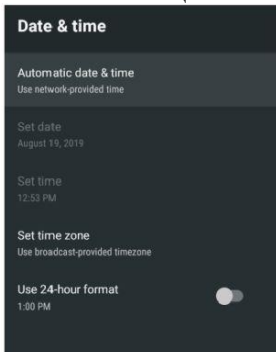 Date & time
Automatic date & time
Use network-provided time
Set date
August 19, 2019
Set time
12:53 PM
Set time zone
Use broadcast-provided timezone
Use 24-hour format
1:00 PM